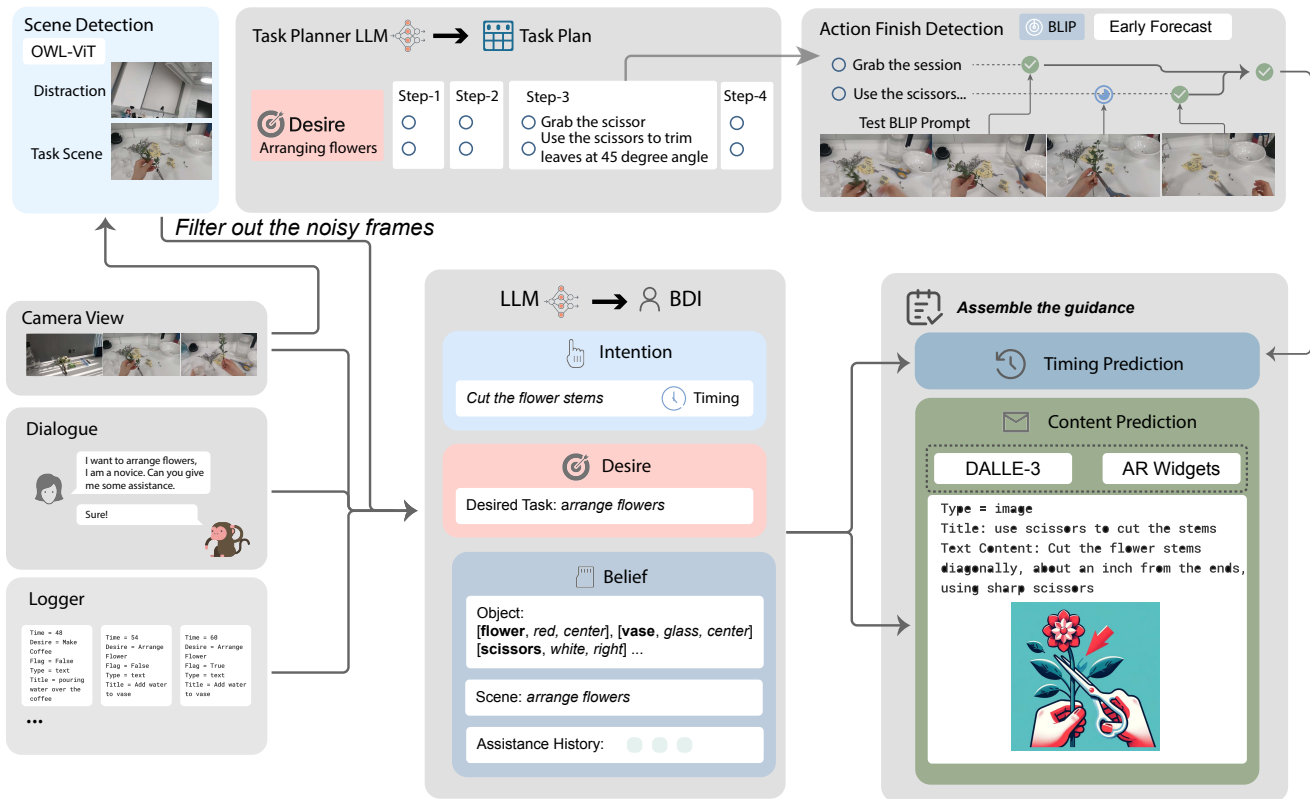 Scene Detection
OWL-ViT
Distraction
Task Scene
Task Planner LLM
Task Plan
Desire
Arranging flowers
Step-1
Step-2
Step-3
Grab the scissor
Use the scissors to trim
leaves at 45 degree angle
Step-4
Action Finish Detection
BLIP
Early Forecast
Grab the session
Use the scissors...
Test BLIP Prompt
Filter out the noisy frames
Camera View
Dialogue
I want to arrange flowers,
I am a novice. Can you give
me some assistance.
Sure!
Logger
Time = 48
Desire = Make
Coffee
Flag = False
Type = text
Title = pouring
water over the
coffee
Time = 54
Desire = Arrange
Flower
Flag = False
Type = text
Title = Add water
to vase
Time = 60
Desire = Arrange
Flower
Flag = True
Type = text
Title = Add water
to vase
...
LLM
BDI
Intention
Cut the flower stems
Timing
Desire
Desired Task: arrange flowers
Belief
Object:
[flower, red, center], [vase, glass, center]
[scissors, white, right] ...
Scene: arrange flowers
Assistance History:
Assemble the guidance
Timing Prediction
Content Prediction
DALLE-3
AR Widgets
Type = image
Title: use scissors to cut the stems
Text Content: Cut the flower stems
diagonally, about an inch from the ends,
using sharp scissors